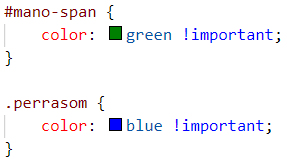 #mano-span {
    color: green !important;
}

.perrasom {
    color: blue !important;
}